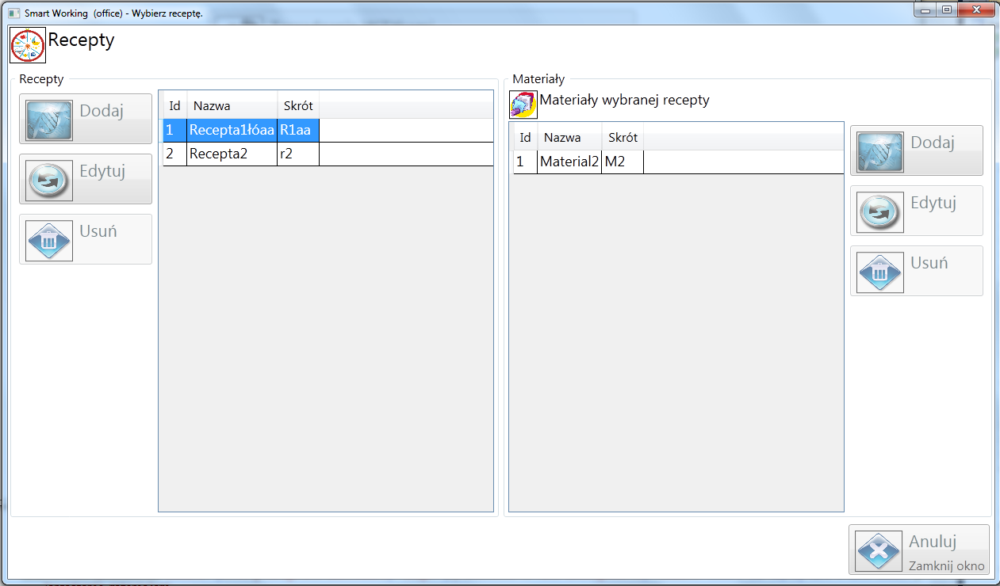 Smart Working (office) - Wybierz receptę.
Recepty
Recepty
Dodaj
Edytuj
Usuń
Id Nazwa Skrót
1 Recepta1łóaa R1aa
2 Recepta2 r2
Materiały
Materiały wybranej recepty
Id Nazwa Skrót
1 Material2 M2
Dodaj
Edytuj
Usuń
Anuluj
Zamknij okno